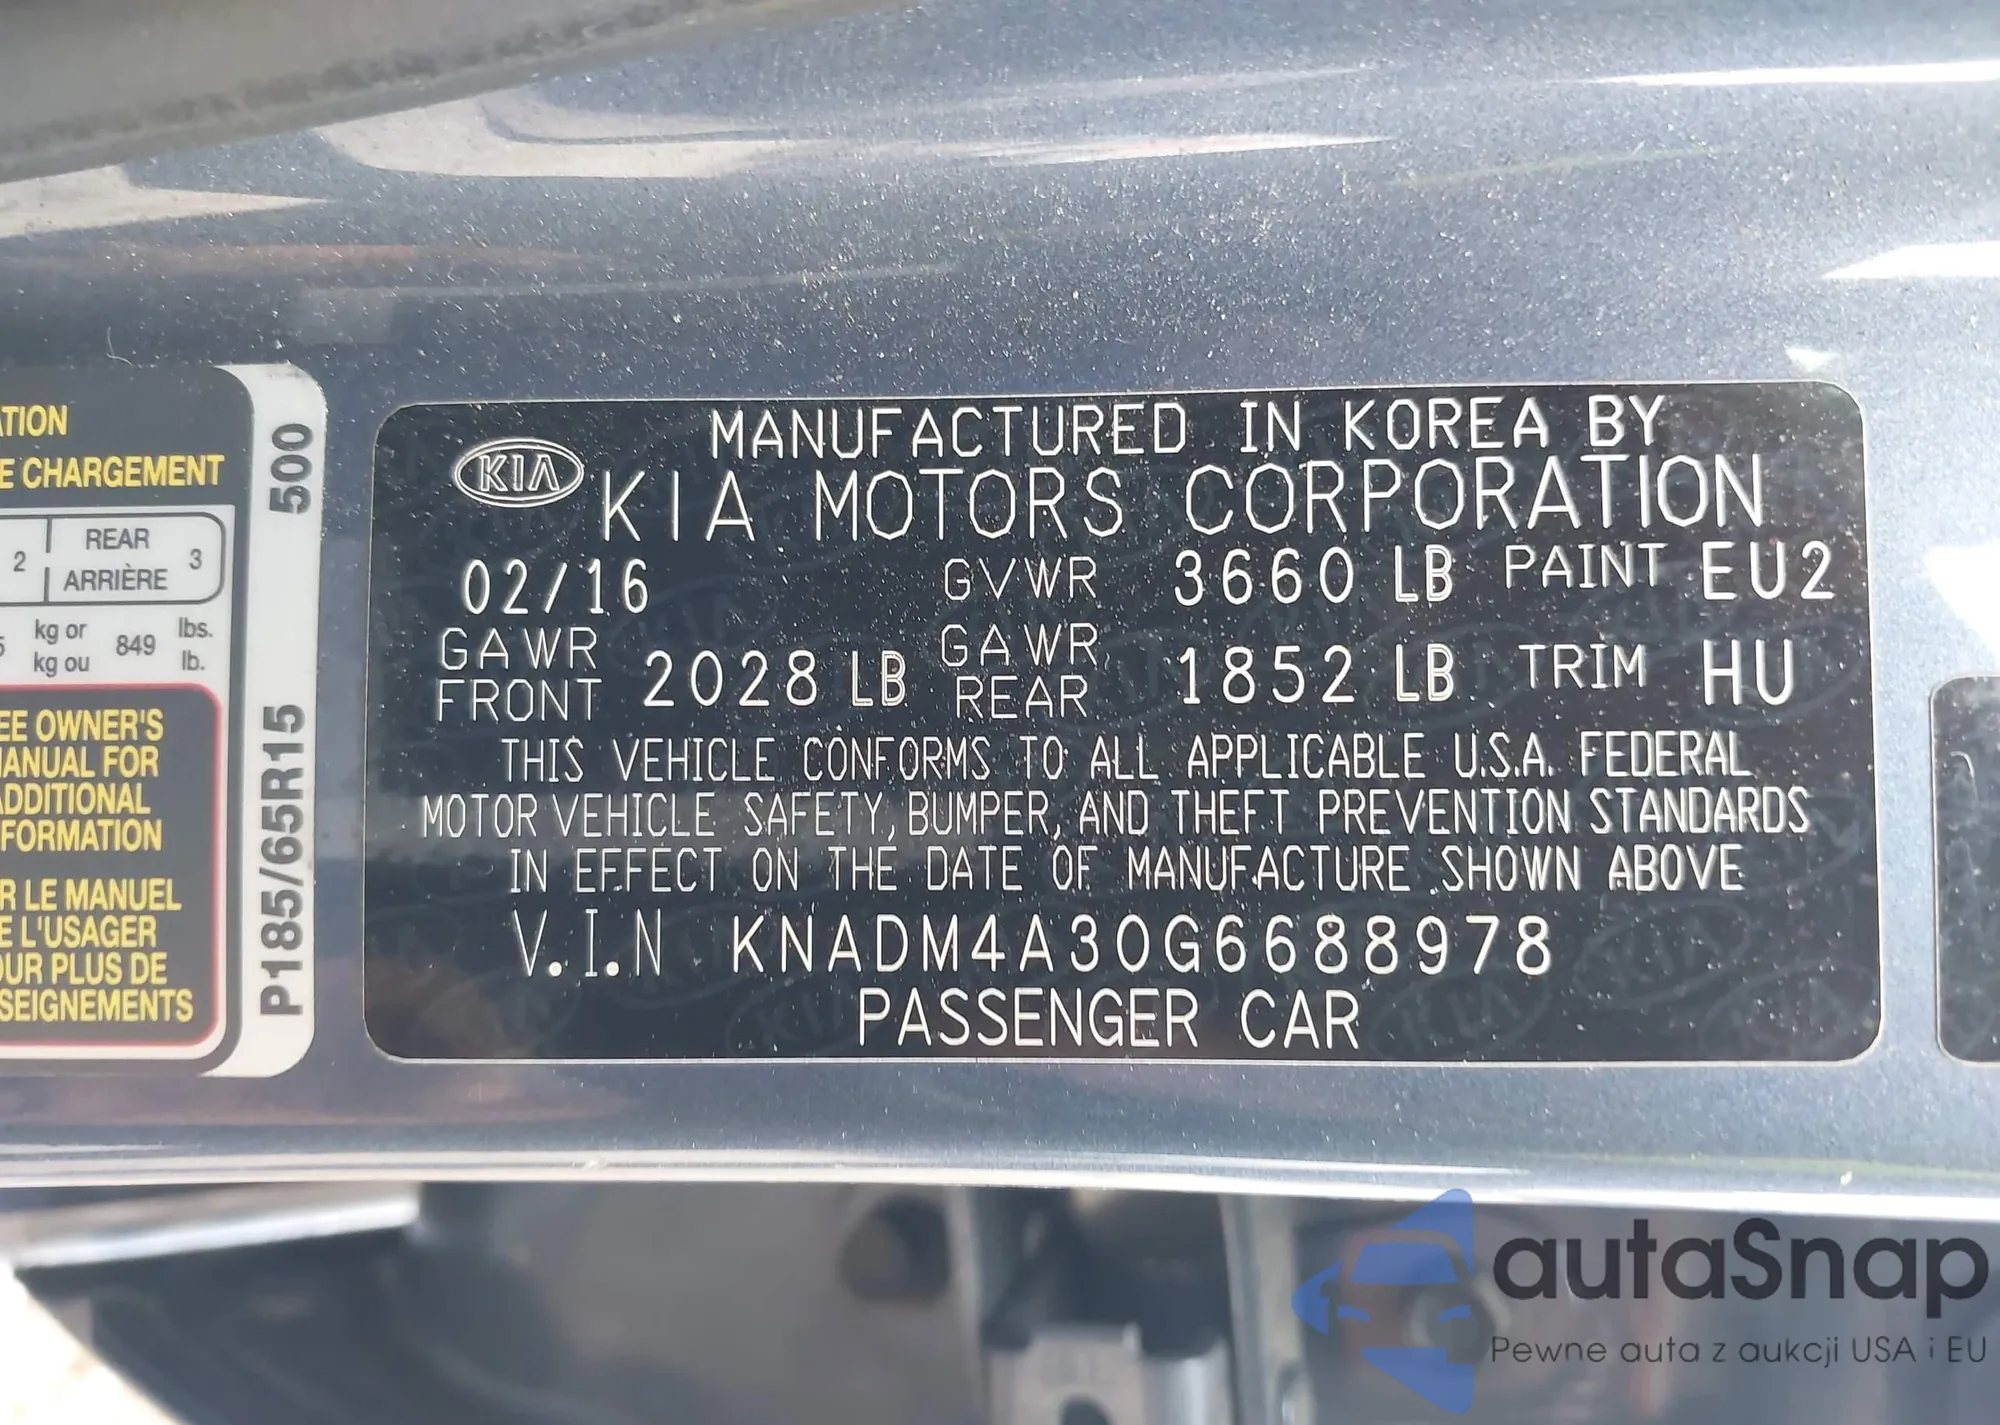 ATION
E CHARGEMENT
2 REAR 3
ARRIÈRE
5 kg or 849 lbs.
kg ou lb.
EE OWNER'S
MANUAL FOR
ADDITIONAL
NFORMATION
R LE MANUEL
E L'USAGER
OUR PLUS DE
SEIGNEMENTS
P185/65R15 500
MANUFACTURED IN KOREA BY
KIA KIA MOTORS CORPORATION
02/16 GVWR 3660 LB PAINT EU2
GAWR FRONT 2028 LB GAWR REAR 1852 LB TRIM HU
THIS VEHICLE CONFORMS TO ALL APPLICABLE U.S.A. FEDERAL
MOTOR VEHICLE SAFETY, BUMPER, AND THEFT PREVENTION STANDARDS
IN EFFECT ON THE DATE OF MANUFACTURE SHOWN ABOVE
V.I.N KNADM4A30G6688978
PASSENGER CAR
autaSnap
Pewne auta z aukcji USA i EU